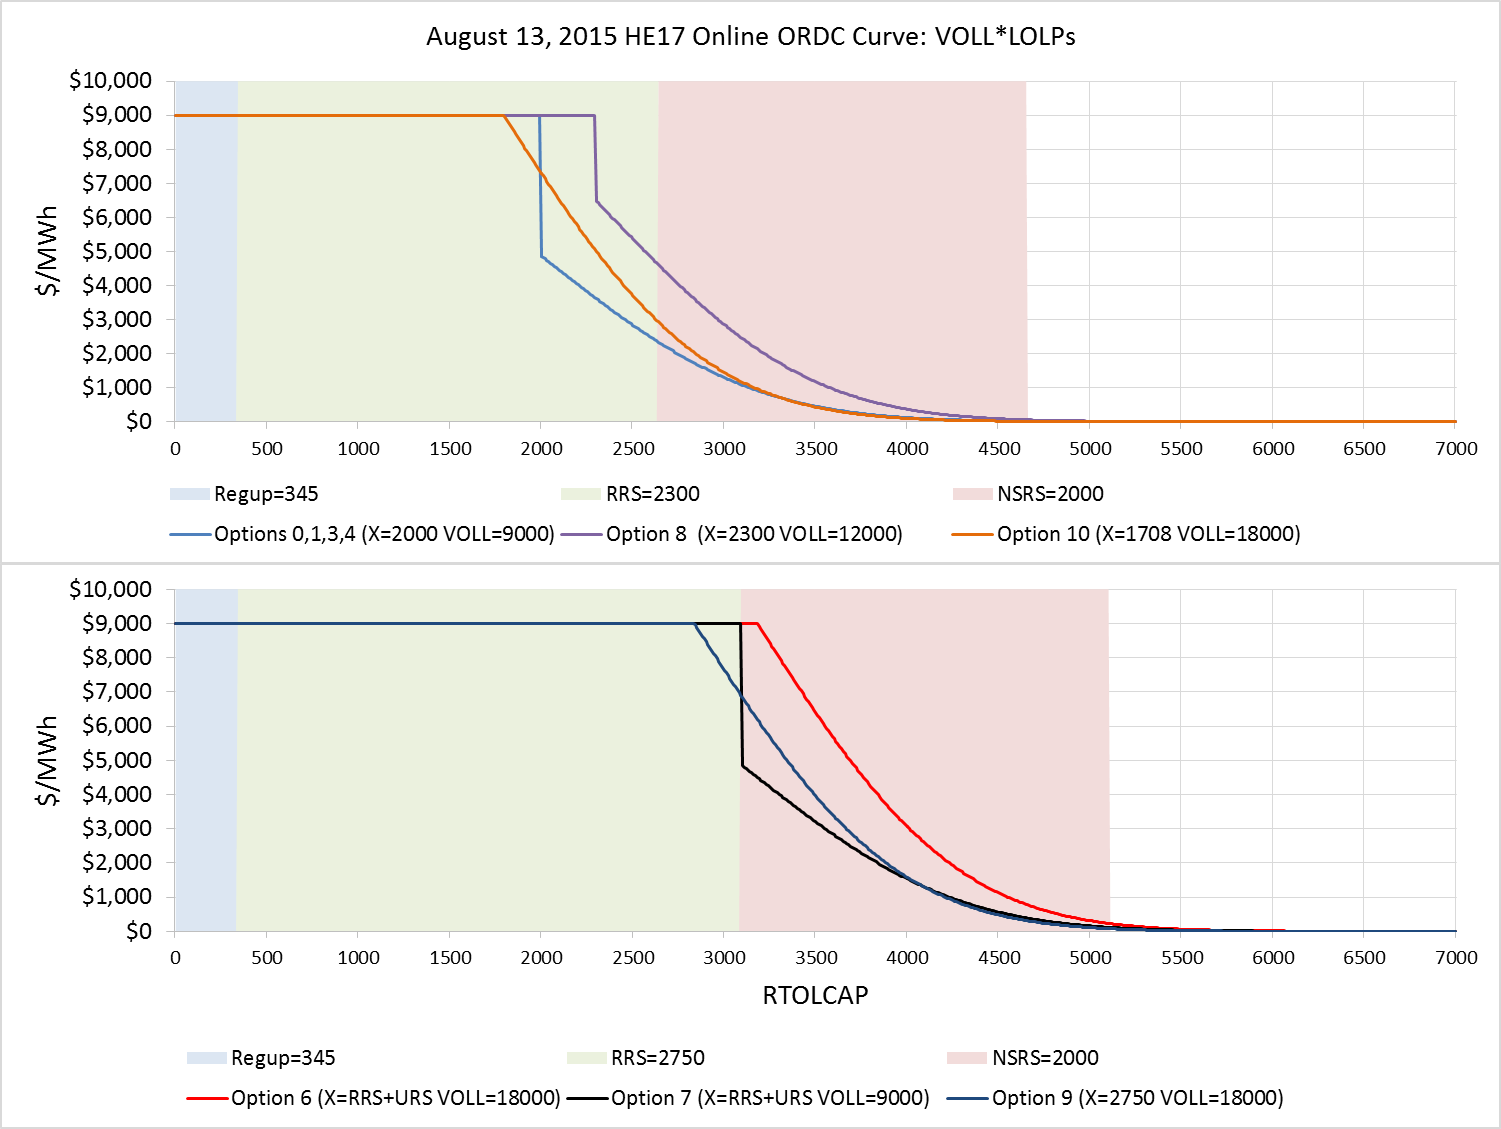 August 13, 2015 HE17 Online ORDC Curve: VOLL*LOLPs
$10,000
$9,000
$8,000
$7,000
$6,000
$5,000
$4,000
$3,000
$2,000
$1,000
$0
$/MWh
0 500 1000 1500 2000 2500 3000 3500 4000 4500 5000 5500 6000 6500 7000
Regup=345 RRS=2300 NSRS=2000
Options 0,1,3,4 (X=2000 VOLL=9000) Option 8 (X=2300 VOLL=12000) Option 10 (X=1708 VOLL=18000)
$10,000
$9,000
$8,000
$7,000
$6,000
$5,000
$4,000
$3,000
$2,000
$1,000
$0
$/MWh
0 500 1000 1500 2000 2500 3000 3500 4000 4500 5000 5500 6000 6500 7000
RTOLCAP
Regup=345 RRS=2750 NSRS=2000
Option 6 (X=RRS+URS VOLL=18000) Option 7 (X=RRS+URS VOLL=9000) Option 9 (X=2750 VOLL=18000)